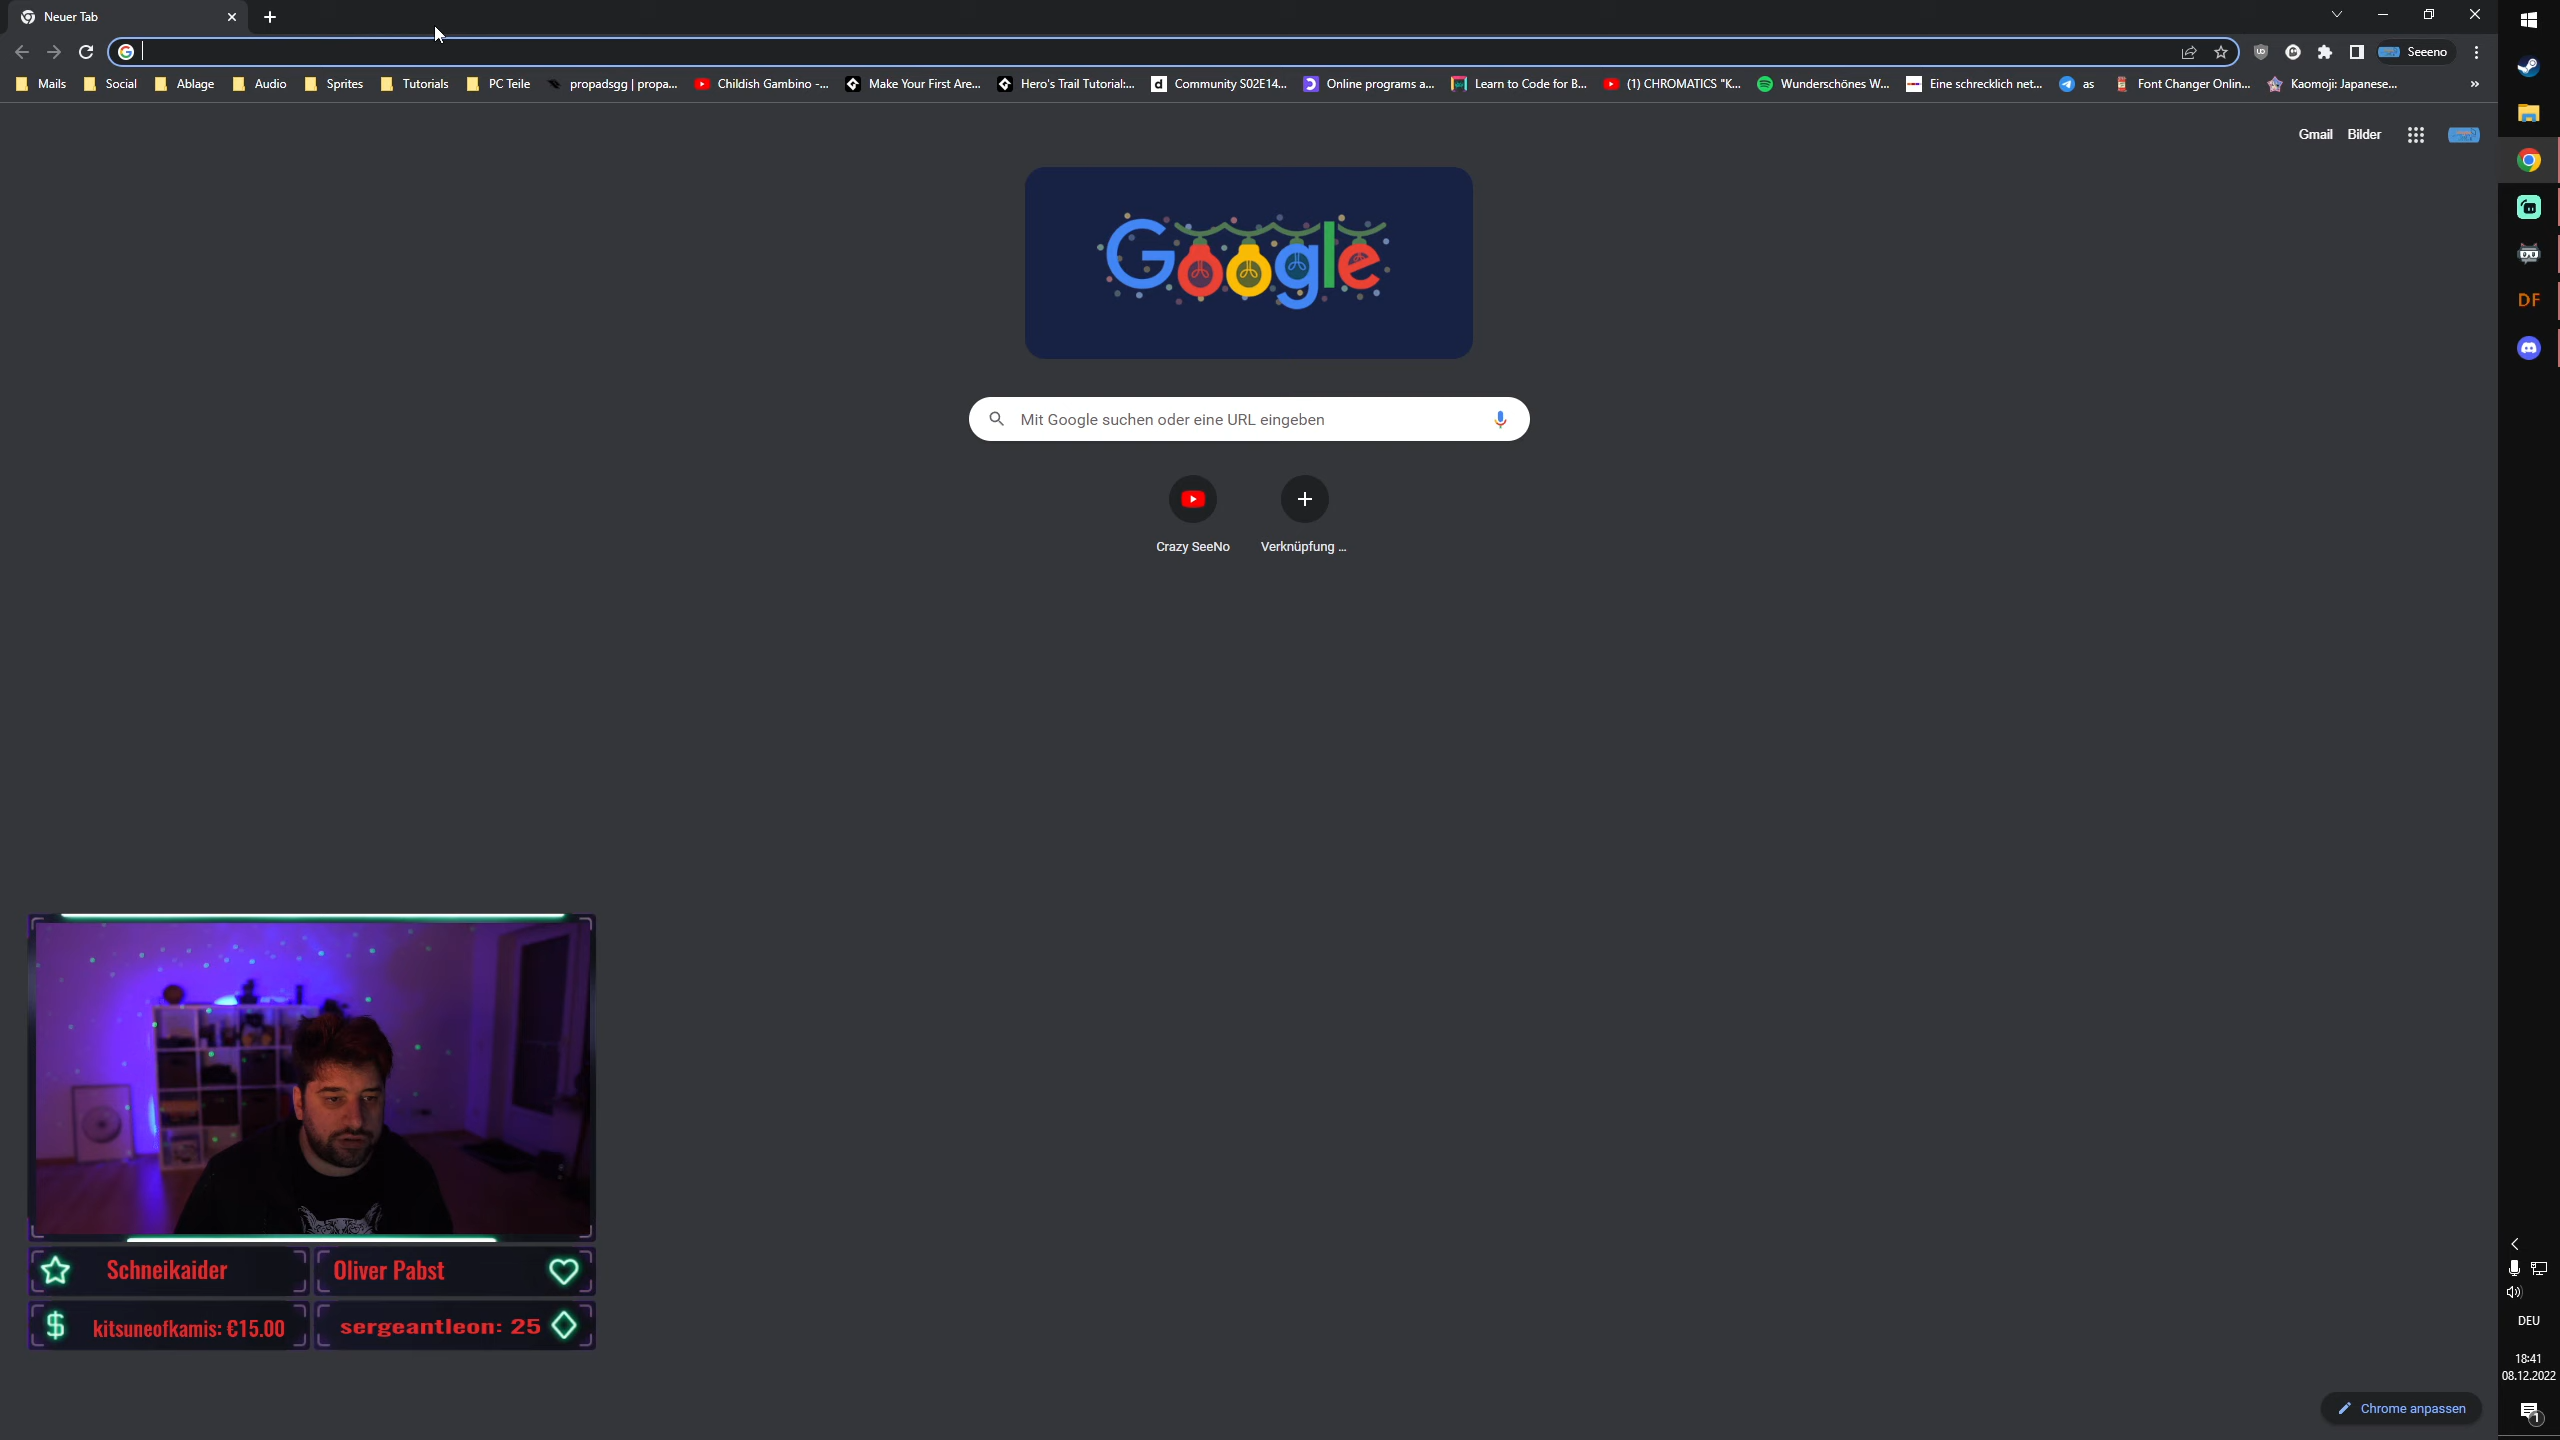 Neuer Tab
Seeeno
Mails Social Ablage Audio Sprites Tutorials PC Teile propadsgg | propa... Childish Gambino -... Make Your First Are... Hero's Trail Tutorial:... Community S02E14... Online programs a... Learn to Code for B... (1) CHROMATICS "K... Wunderschönes W... Eine schrecklich net... as Font Changer Onlin... Kaomoji: Japanese... »
Gmail Bilder
Google
Mit Google suchen oder eine URL eingeben
Crazy SeeNo Verknüpfung ...
DF
Schneikaider Oliver Pabst
kitsuneofkamis: €15.00 sergeantleon: 25
DEU
18:41
08.12.2022
Chrome anpassen
1